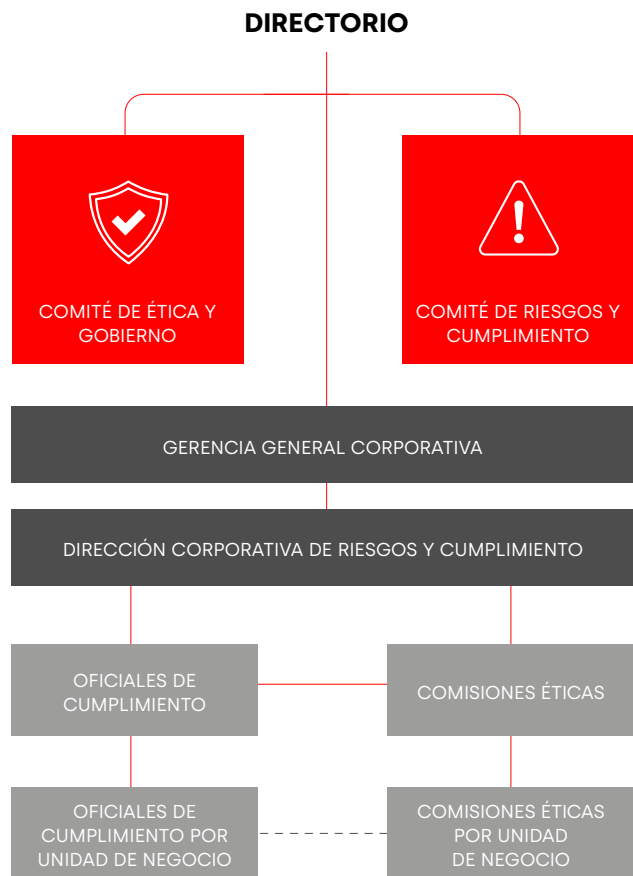 DIRECTORIO
COMITÉ DE ÉTICA Y
GOBIERNO
COMITÉ DE RIESGOS Y
CUMPLIMIENTO
GERENCIA GENERAL CORPORATIVA
DIRECCIÓN CORPORATIVA DE RIESGOS Y CUMPLIMIENTO
OFICIALES DE
CUMPLIMIENTO
COMISIONES ÉTICAS
OFICIALES DE
CUMPLIMIENTO POR
UNIDAD DE NEGOCIO
COMISIONES ÉTICAS
POR UNIDAD
DE NEGOCIO